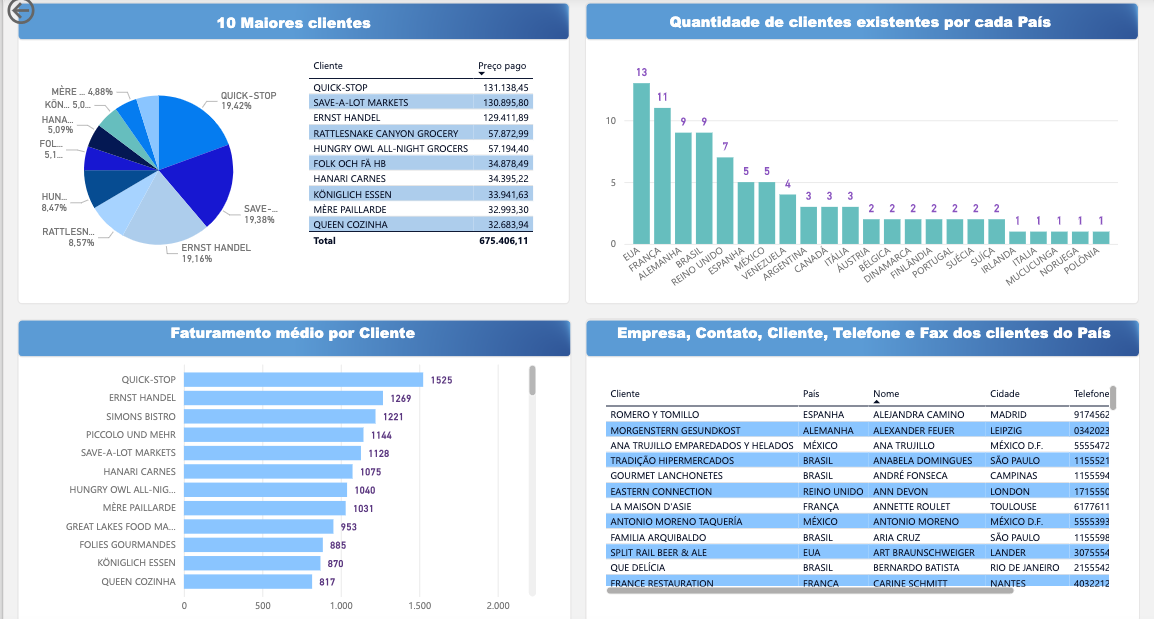 10 Maiores clientes
QUICK-STOP
19,42%
SAVE-...
19,38%
ERNST HANDEL
19,16%
RATTLESN...
8,57%
HUN...
8,47%
FOL...
5,1...
HANA...
5,09%
KÖN... 5,0...
MÈRE ... 4,88%
Cliente Preço pago
QUICK-STOP 131.138,45
SAVE-A-LOT MARKETS 130.895,80
ERNST HANDEL 129.411,89
RATTLESNAKE CANYON GROCERY 57.872,99
HUNGRY OWL ALL-NIGHT GROCERS 57.194,40
FOLK OCH FÄ HB 34.878,49
HANARI CARNES 34.395,22
KÖNIGLICH ESSEN 33.941,63
MÈRE PAILLARDE 32.993,30
QUEEN COZINHA 32.683,94
Total 675.406,11
Quantidade de clientes existentes por cada País
10
5
0
13 11 9 9 7 5 5 4 3 3 3 2 2 2 2 2 2 2 1 1 1 1 1
EUA
FRANÇA
ALEMANHA
BRASIL
REINO UNIDO
ESPANHA
MÉXICO
VENEZUELA
ARGENTINA
CANADÁ
ITÁLIA
ÁUSTRIA
BÉLGICA
DINAMARCA
FINLÂNDIA
PORTUGAL
SUÉCIA
SUÍÇA
IRLANDA
ITALIA
MUCUCUNGA
NORUEGA
POLÔNIA
Faturamento médio por Cliente
QUICK-STOP 1525
ERNST HANDEL 1269
SIMONS BISTRO 1221
PICCOLO UND MEHR 1144
SAVE-A-LOT MARKETS 1128
HANARI CARNES 1075
HUNGRY OWL ALL-NIG... 1040
MÈRE PAILLARDE 1031
GREAT LAKES FOOD MA... 953
FOLIES GOURMANDES 885
KÖNIGLICH ESSEN 870
QUEEN COZINHA 817
0 500 1.000 1.500 2.000
Empresa, Contato, Cliente, Telefone e Fax dos clientes do País
Cliente País Nome Cidade Telefone
ROMERO Y TOMILLO ESPANHA ALEJANDRA CAMINO MADRID 9174562
MORGENSTERN GESUNDKOST ALEMANHA ALEXANDER FEUER LEIPZIG 0342023
ANA TRUJILLO EMPAREDADOS Y HELADOS MÉXICO ANA TRUJILLO MÉXICO D.F. 5555472
TRADIÇÃO HIPERMERCADOS BRASIL ANABELA DOMINGUES SÃO PAULO 1155521
GOURMET LANCHONETES BRASIL ANDRÉ FONSECA CAMPINAS 1155594
EASTERN CONNECTION REINO UNIDO ANN DEVON LONDON 1715550
LA MAISON D'ASIE FRANÇA ANNETTE ROULET TOULOUSE 6177611
ANTONIO MORENO TAQUERÍA MÉXICO ANTONIO MORENO MÉXICO D.F. 5555393
FAMILIA ARQUIBALDO BRASIL ARIA CRUZ SÃO PAULO 1155598
SPLIT RAIL BEER & ALE EUA ART BRAUNSCHWEIGER LANDER 3075554
QUE DELÍCIA BRASIL BERNARDO BATISTA RIO DE JANEIRO 2155542
FRANCE RESTAURATION FRANÇA CARINE SCHMITT NANTES 4032212